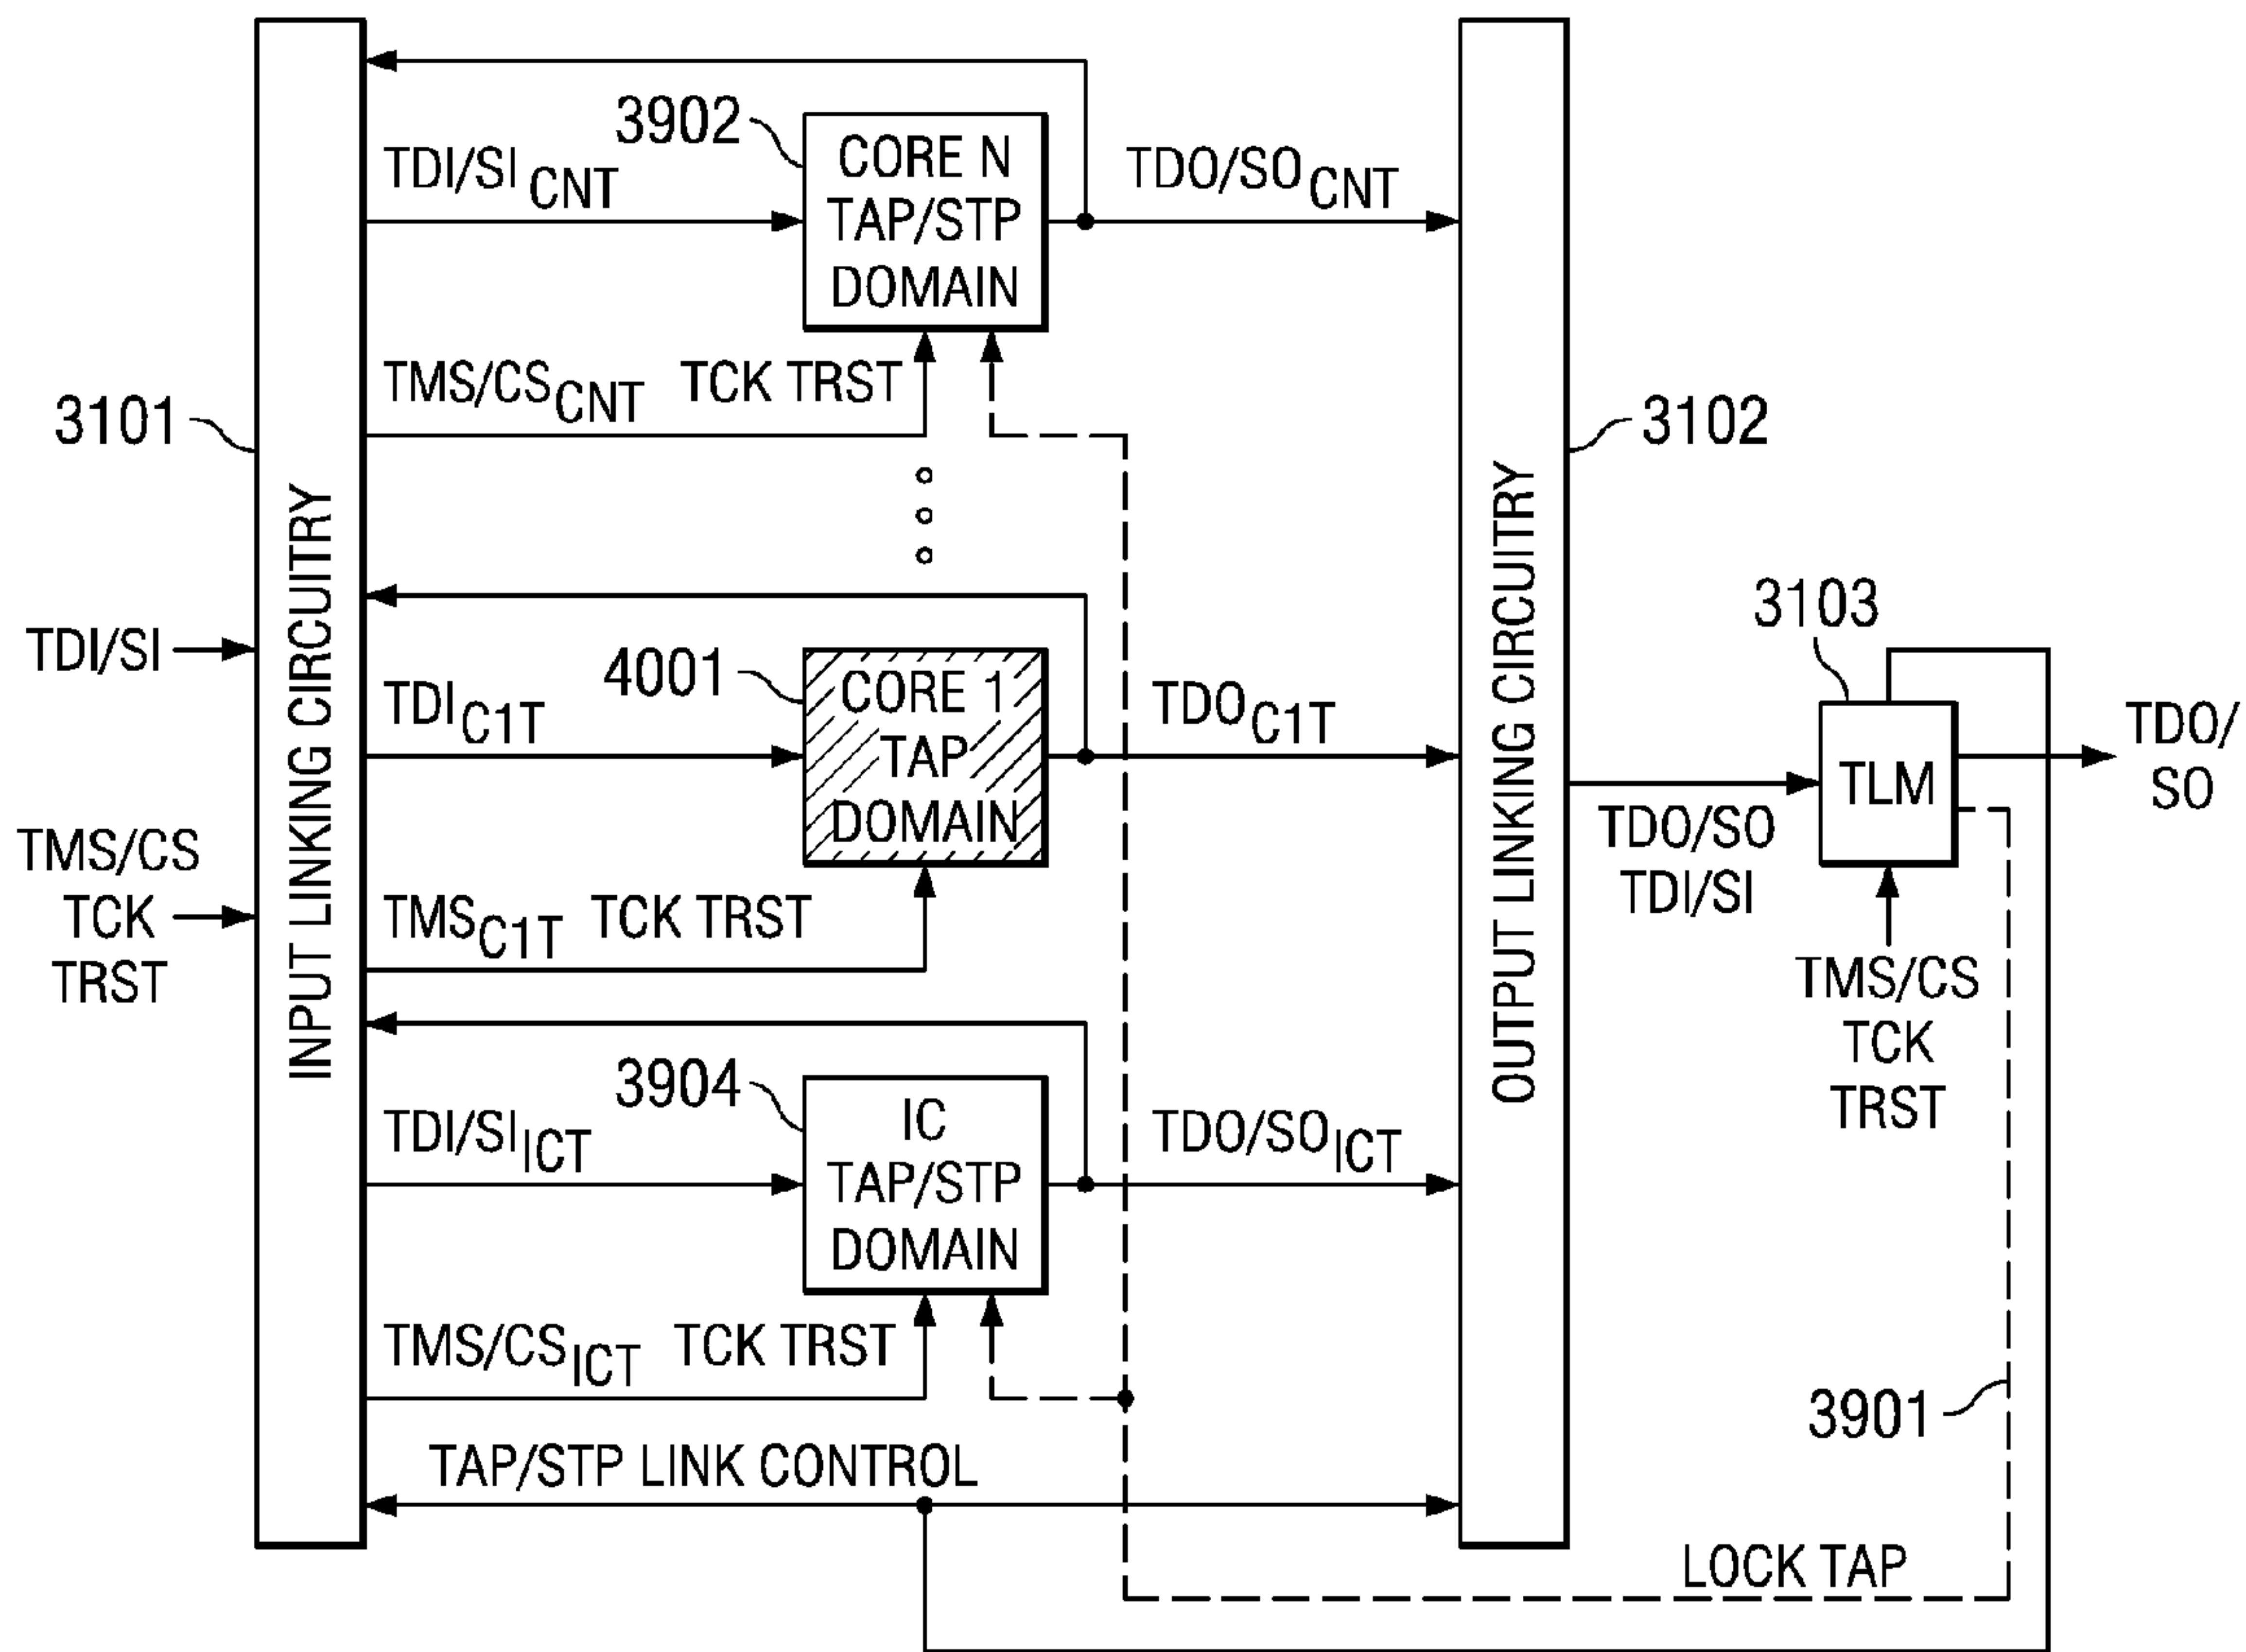 3902
CORE N
TAP/STP
DOMAIN
TDI/SI CNT
TDO/SO CNT
TMS/CS CNT TCK TRST
3101
3102
INPUT LINKING CIRCUITRY
OUTPUT LINKING CIRCUITRY
TDI/SI
TMS/CS
TCK
TRST
4001
CORE 1
TAP
DOMAIN
TDI C1T
TDO C1T
TMS C1T TCK TRST
3103
TLM
TDO/
SO
TDO/SO
TDI/SI
TMS/CS
TCK
TRST
3904
IC
TAP/STP
DOMAIN
TDI/SI ICT
TDO/SO ICT
TMS/CS ICT TCK TRST
3901
TAP/STP LINK CONTROL
LOCK TAP